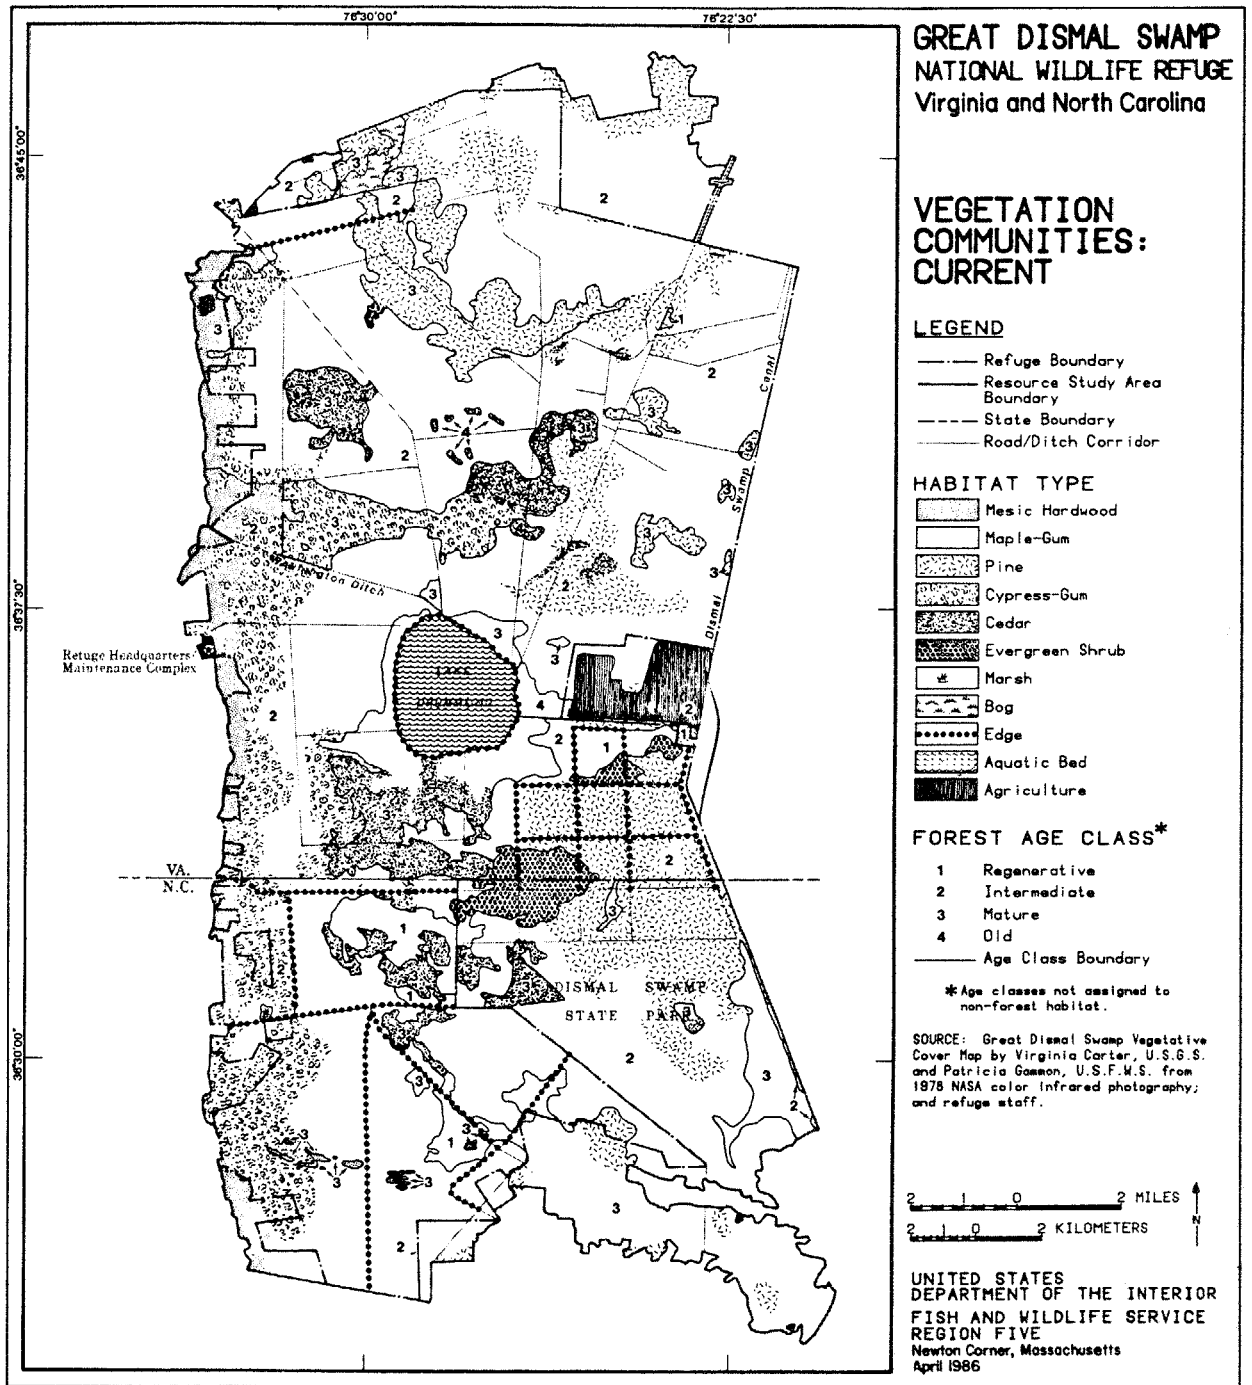 76°30'00"
76°22'30"
GREAT DISMAL SWAMP
NATIONAL WILDLIFE REFUGE
Virginia and North Carolina
36°45'00"
VEGETATION
COMMUNITIES:
CURRENT
LEGEND
Refuge Boundary
Resource Study Area
Boundary
State Boundary
Road/Ditch Corridor
HABITAT TYPE
Mesic Hardwood
Maple-Gum
Pine
Cypress-Gum
Cedar
Evergreen Shrub
Marsh
Bog
Edge
Aquatic Bed
Agriculture
FOREST AGE CLASS*
1 Regenerative
2 Intermediate
3 Mature
4 Old
Age Class Boundary
*Age classes not assigned to
non-forest habitat.
SOURCE: Great Dismal Swamp Vegetative
Cover Map by Virginia Carter, U.S.G.S.
and Patricia Gammon, U.S.F.W.S. from
1978 NASA color infrared photography;
and refuge staff.
2 1 0 2 MILES
2 1 0 2 KILOMETERS
N
UNITED STATES
DEPARTMENT OF THE INTERIOR
FISH AND WILDLIFE SERVICE
REGION FIVE
Newton Corner, Massachusetts
April 1986
Dismal Swamp Canal
Washington Ditch
36°37'30"
Refuge Headquarters
Maintenance Complex
LAKE
DRUMMOND
VA.
N.C.
DISMAL SWAMP
STATE PARK
36°30'00"